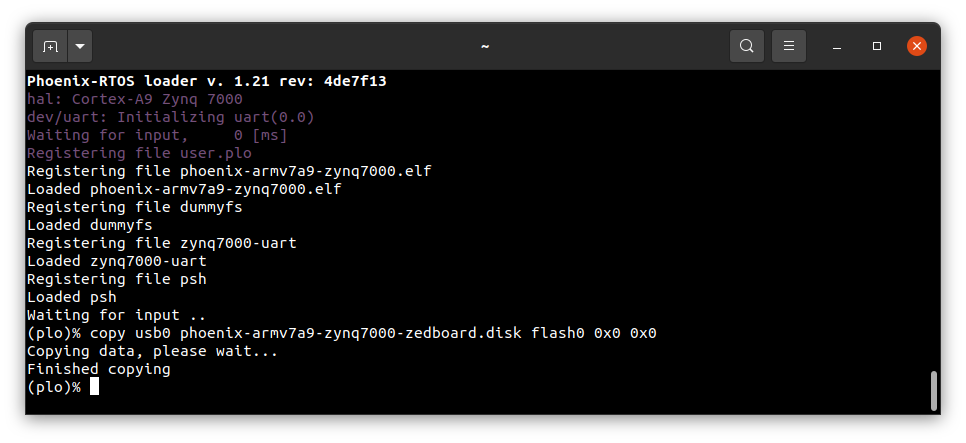 ~
Phoenix-RTOS loader v. 1.21 rev: 4de7f13
hal: Cortex-A9 Zynq 7000
dev/uart: Initializing uart(0.0)
Waiting for input,     0 [ms]
Registering file user.plo
Registering file phoenix-armv7a9-zynq7000.elf
Loaded phoenix-armv7a9-zynq7000.elf
Registering file dummyfs
Loaded dummyfs
Registering file zynq7000-uart
Loaded zynq7000-uart
Registering file psh
Loaded psh
Waiting for input ..
(plo)% copy usb0 phoenix-armv7a9-zynq7000-zedboard.disk flash0 0x0 0x0
Copying data, please wait...
Finished copying
(plo)%